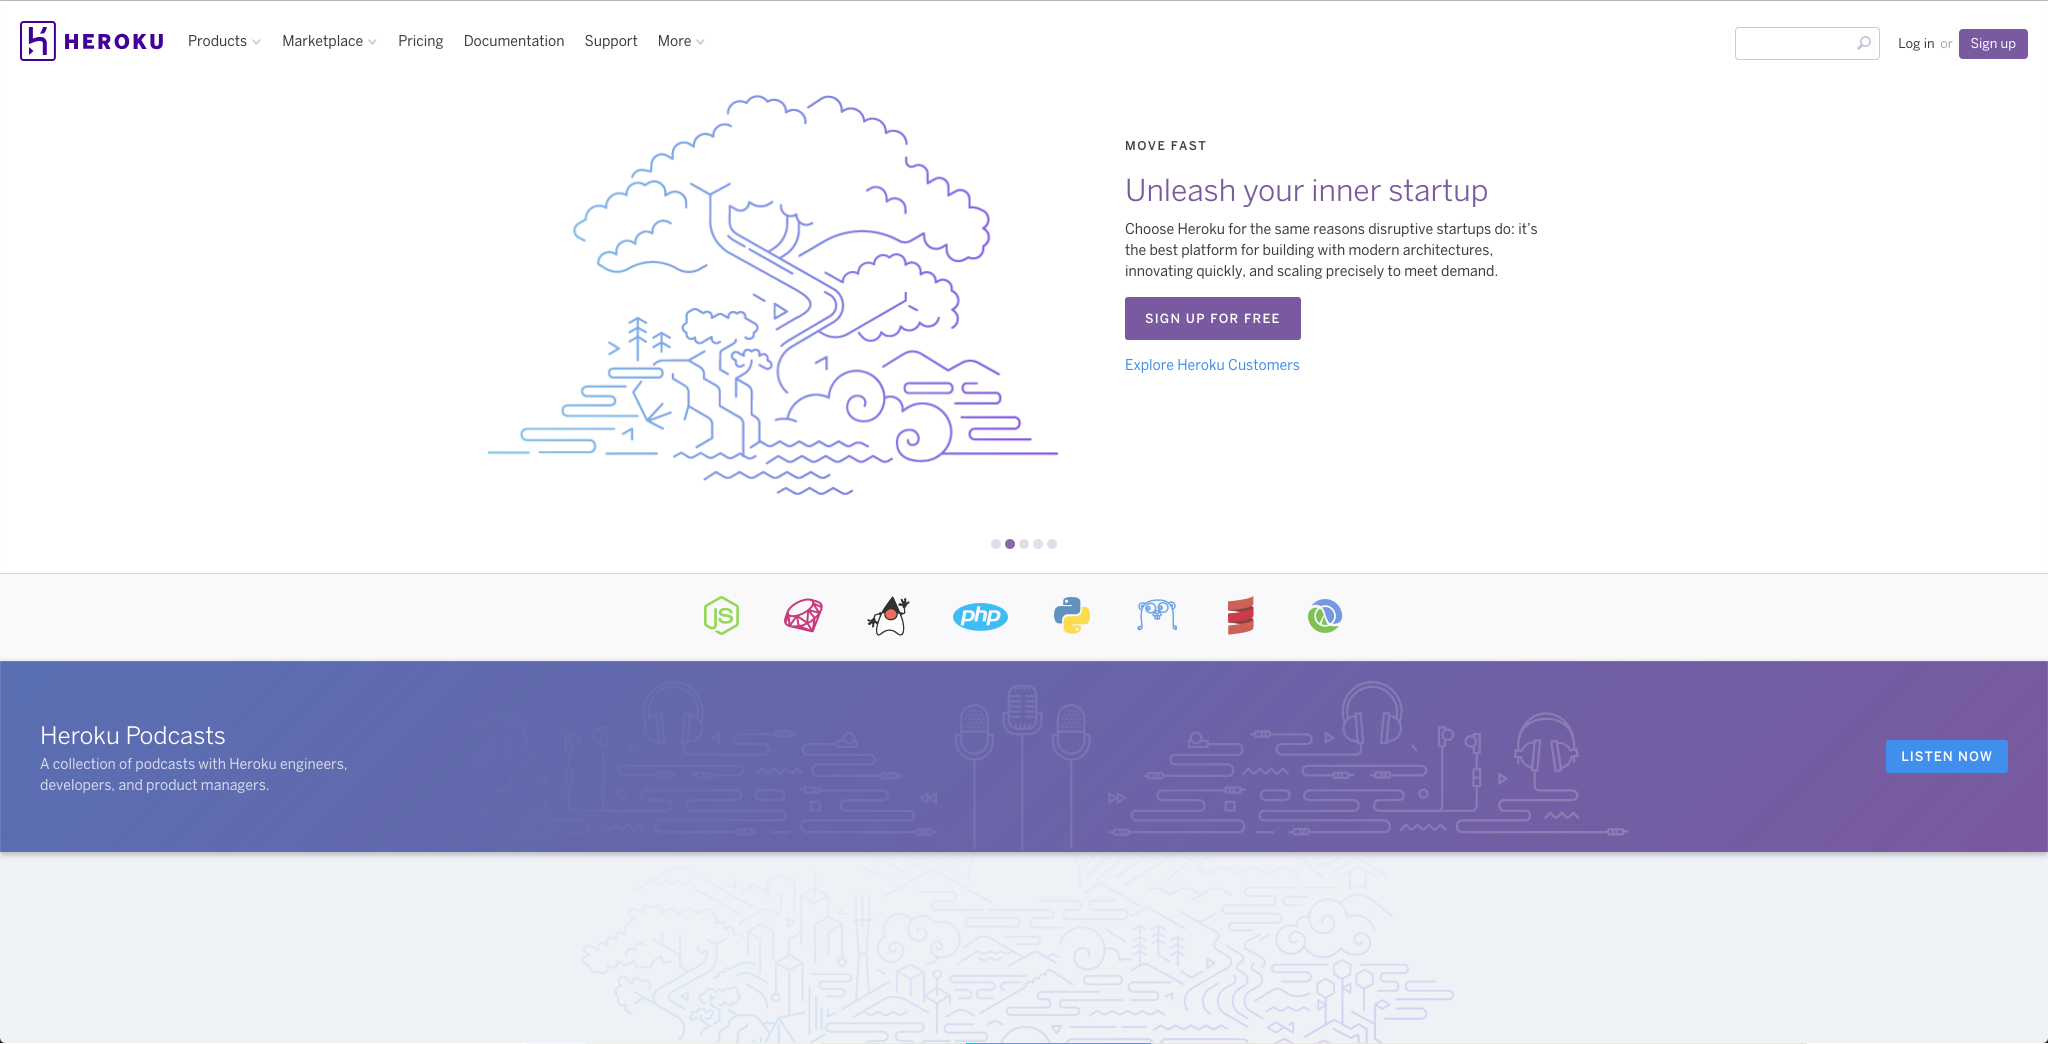 HEROKU
Products
Marketplace
Pricing
Documentation
Support
More
Log in or
Sign up
MOVE FAST
Unleash your inner startup
Choose Heroku for the same reasons disruptive startups do: it's
the best platform for building with modern architectures,
innovating quickly, and scaling precisely to meet demand.
SIGN UP FOR FREE
Explore Heroku Customers
JS
php
Heroku Podcasts
A collection of podcasts with Heroku engineers,
developers, and product managers.
LISTEN NOW